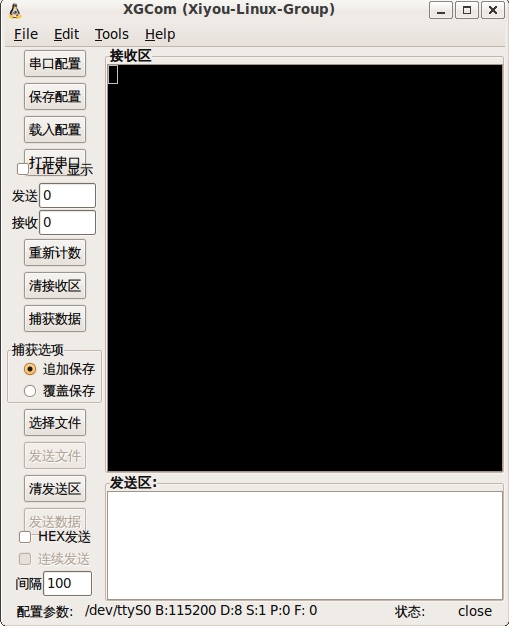 XGCom (Xiyou-Linux-Group)
File Edit Tools Help
串口配置
保存配置
载入配置
打开串口
HEX 显示
发送 0
接收 0
重新计数
清接收区
捕获数据
捕获选项
追加保存
覆盖保存
选择文件
发送文件
清发送区
发送数据
HEX发送
连续发送
间隔 100
接收区
发送区:
配置参数: /dev/ttyS0 B:115200 D:8 S:1 P:0 F: 0 状态: close